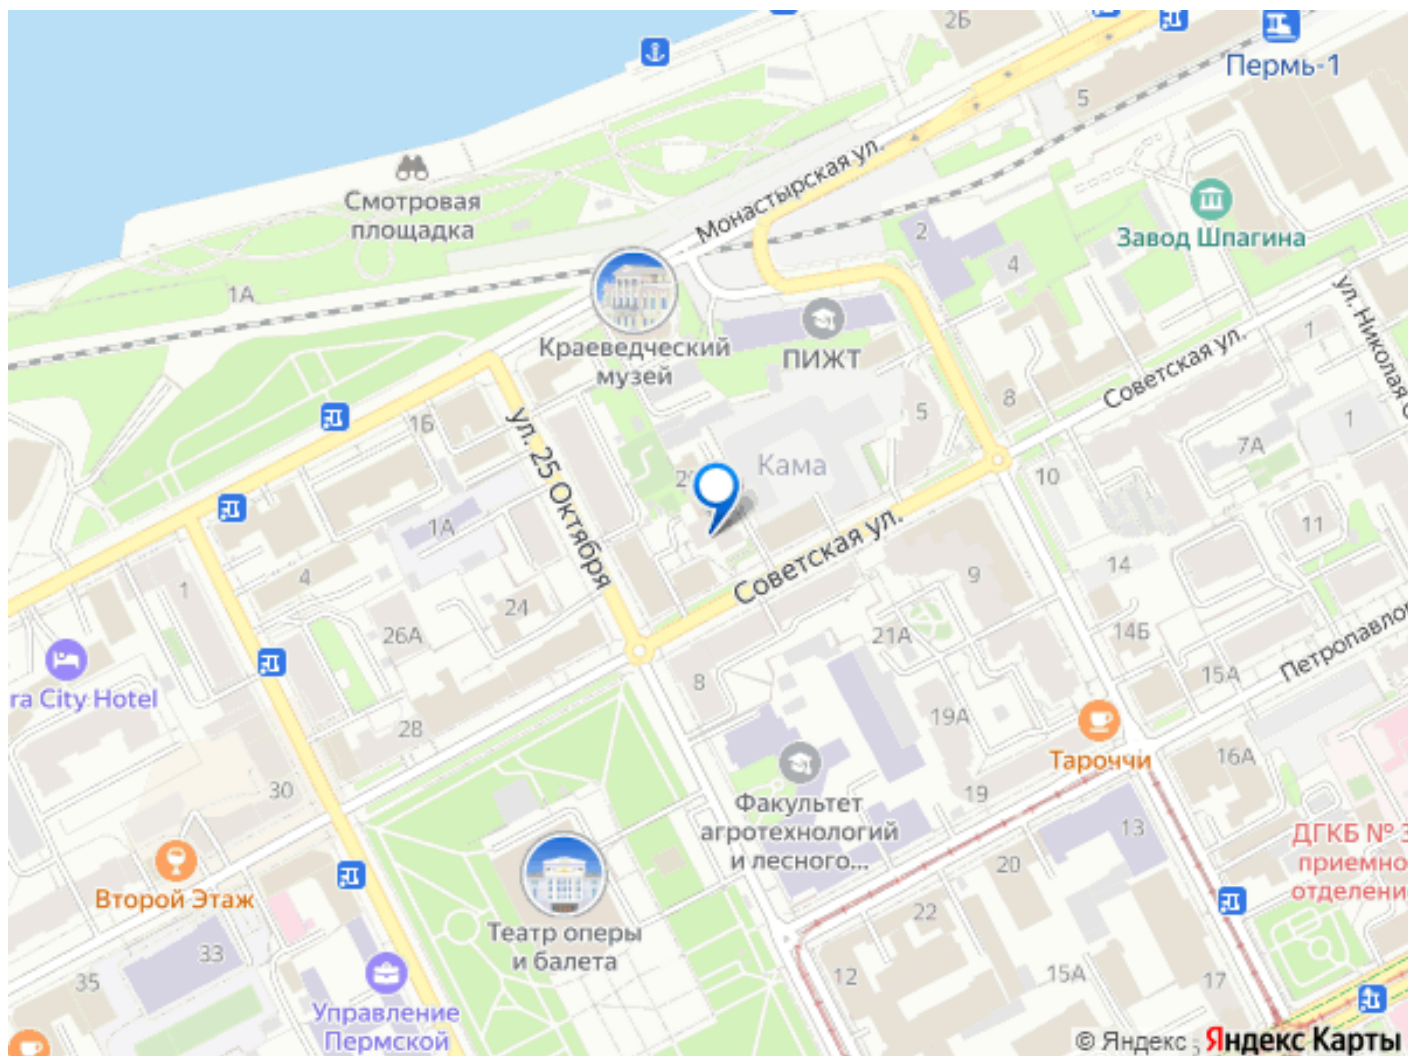 2Б
Пермь-1
5
Монастырская ул.
Смотровая
площадка
2
Завод Шпагина
4
1А
ул. Николая
Советская ул.
1
Краеведческий
музей
ПИЖТ
8
5
1Б
ул. 25 Октября
1
7А
Кама
10
1А
11
Советская ул.
14
9
4
1
24
26А
21А
14Б
Петропавло
15А
ra City Hotel
8
19А
28
Тароччи
16А
30
19
Факультет
агротехнологий
и лесного...
13
ДГКБ № 3
приемно
отделени
20
Второй Этаж
22
Театр оперы
и балета
33
35
12
15А
17
Управление
Пермской
© Яндекс
Яндекс Карты